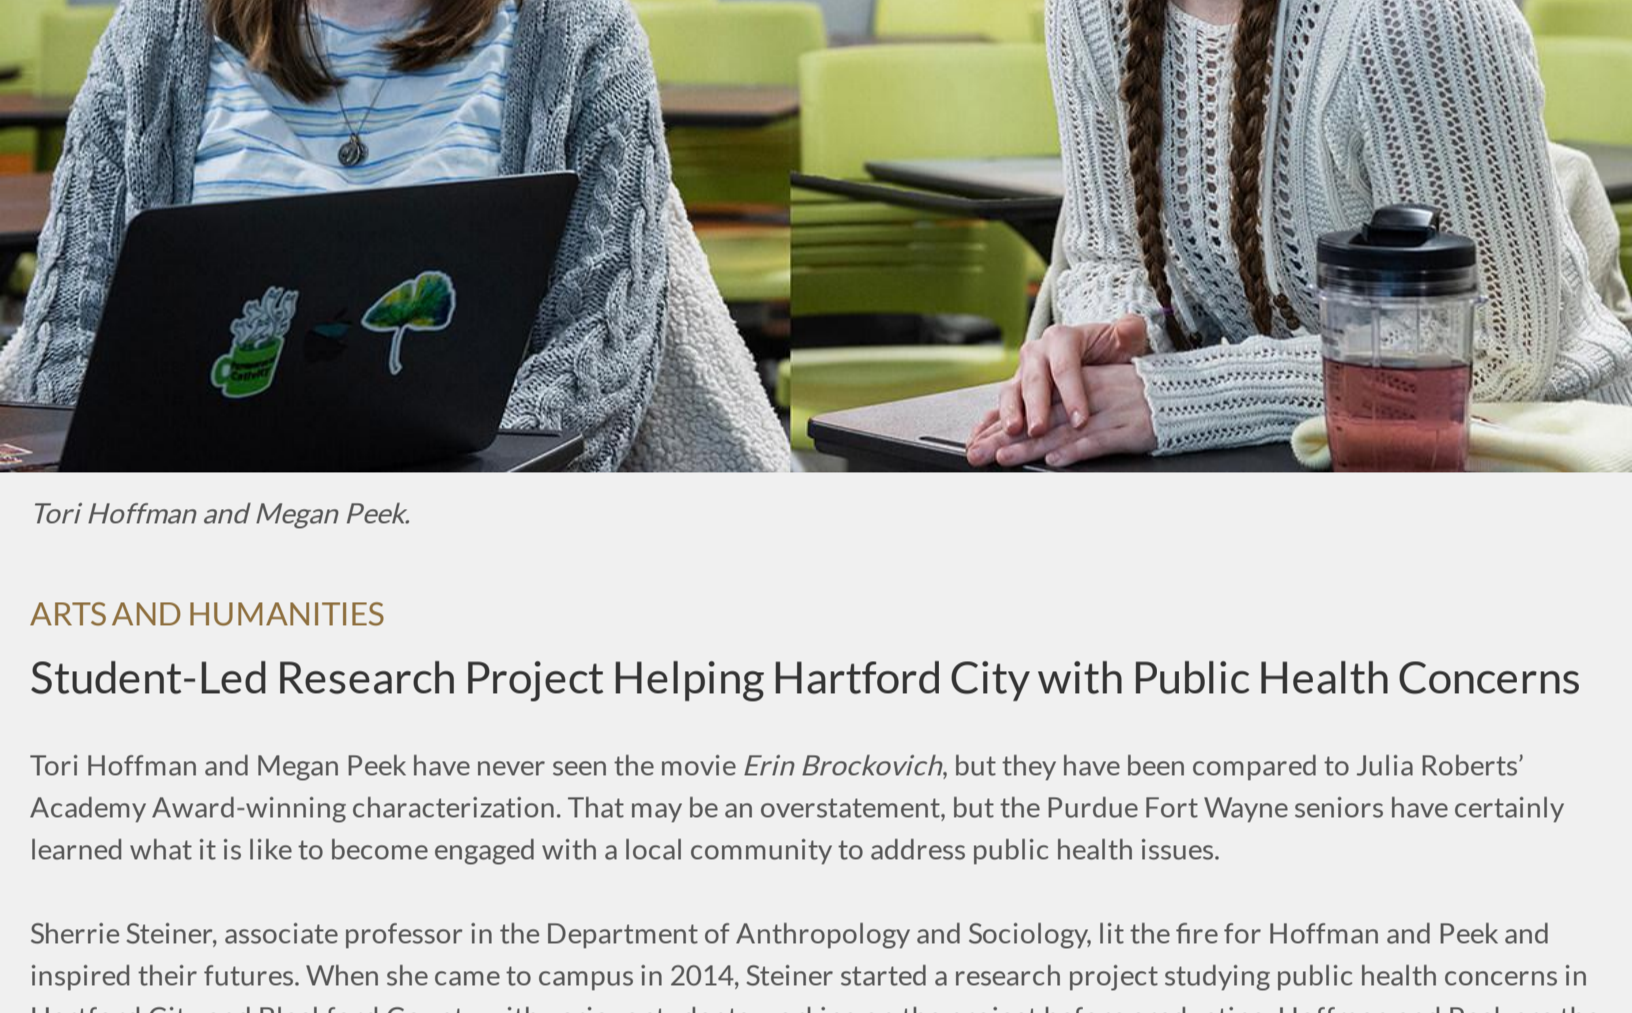 Tori Hoffman and Megan Peek.
ARTS AND HUMANITIES
Student-Led Research Project Helping Hartford City with Public Health Concerns
Tori Hoffman and Megan Peek have never seen the movie Erin Brockovich, but they have been compared to Julia Roberts’
Academy Award-winning characterization. That may be an overstatement, but the Purdue Fort Wayne seniors have certainly
learned what it is like to become engaged with a local community to address public health issues.
Sherrie Steiner, associate professor in the Department of Anthropology and Sociology, lit the fire for Hoffman and Peek and
inspired their futures. When she came to campus in 2014, Steiner started a research project studying public health concerns in